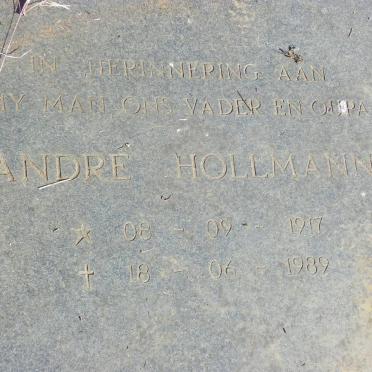 IN HERINNERING AAN
MY MAN ONS VADER EN OUPA
ANDRÉ HOLLMANN
★ 08 - 09 - 1917
✝ 18 - 06 - 1989